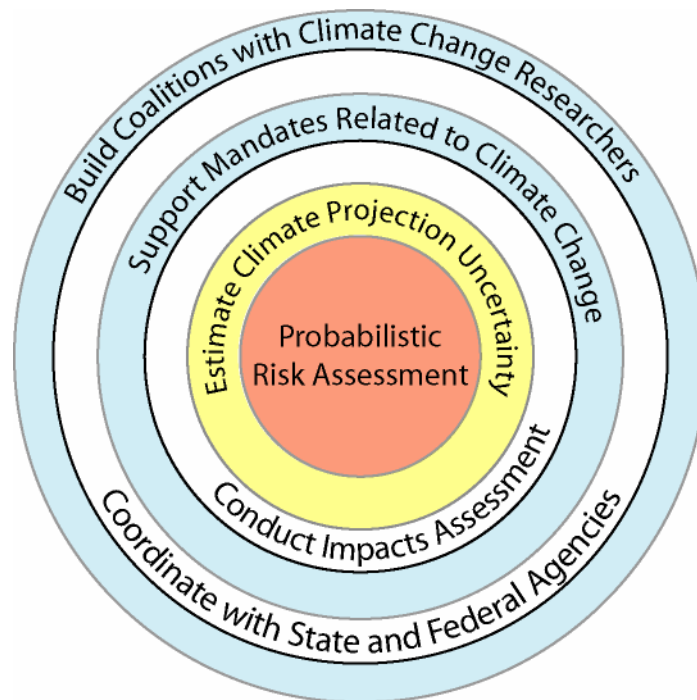 Build Coalitions with Climate Change Researchers
Support Mandates Related to Climate Change
Estimate Climate Projection Uncertainty
Probabilistic
Risk Assessment
Conduct Impacts Assessment
Coordinate with State and Federal Agencies